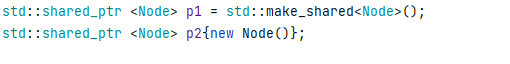 std::shared_ptr <Node> p1 = std::make_shared<Node>();
std::shared_ptr <Node> p2{new Node()};